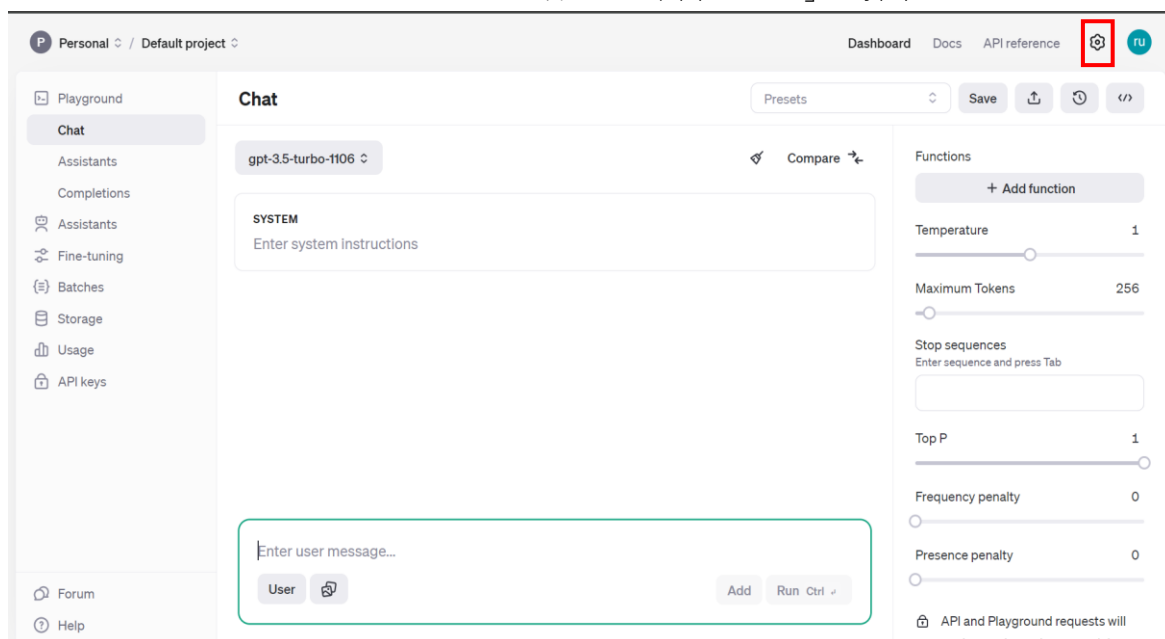 P Personal / Default project
Dashboard Docs API reference ru
Playground
Chat
Assistants
Completions
Assistants
Fine-tuning
Batches
Storage
Usage
API keys
Forum
Help
Chat
Presets
Save
gpt-3.5-turbo-1106
Compare
SYSTEM
Enter system instructions
Enter user message...
User
Add Run Ctrl ↵
Functions
+ Add function
Temperature 1
Maximum Tokens 256
Stop sequences
Enter sequence and press Tab
Top P 1
Frequency penalty 0
Presence penalty 0
API and Playground requests will